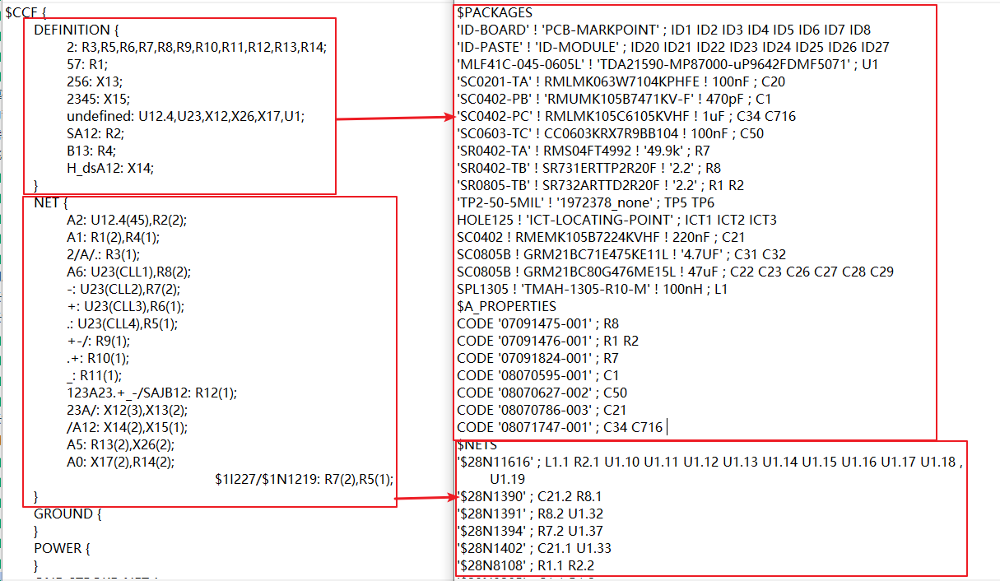 $CCF {
DEFINITION {
2: R3,R5,R6,R7,R8,R9,R10,R11,R12,R13,R14;
57: R1;
256: X13;
2345: X15;
undefined: U12.4,U23,X12,X26,X17,U1;
SA12: R2;
B13: R4;
H_dsA12: X14;
}
NET {
A2: U12.4(45),R2(2);
A1: R1(2),R4(1);
2/A/.: R3(1);
A6: U23(CLL1),R8(2);
-: U23(CLL2),R7(2);
+: U23(CLL3),R6(1);
.: U23(CLL4),R5(1);
+-/: R9(1);
.+: R10(1);
_: R11(1);
123A23.+_-/SAJB12: R12(1);
23A/: X12(3),X13(2);
/A12: X14(2),X15(1);
A5: R13(2),X26(2);
A0: X17(2),R14(2);
$1I227/$1N1219: R7(2),R5(1);
}
GROUND {
}
POWER {
}
$PACKAGES
'ID-BOARD' ! 'PCB-MARKPOINT' ; ID1 ID2 ID3 ID4 ID5 ID6 ID7 ID8
'ID-PASTE' ! 'ID-MODULE' ; ID20 ID21 ID22 ID23 ID24 ID25 ID26 ID27
'MLF41C-045-0605L' ! 'TDA21590-MP87000-uP9642FDMF5071' ; U1
'SC0201-TA' ! RMLMK063W7104KPHFE ! 100nF ; C20
'SC0402-PB' ! 'RMUMK105B7471KV-F' ! 470pF ; C1
'SC0402-PC' ! RMLMK105C6105KVHF ! 1uF ; C34 C716
'SC0603-TC' ! CC0603KRX7R9BB104 ! 100nF ; C50
'SR0402-TA' ! RMS04FT4992 ! '49.9k' ; R7
'SR0402-TB' ! SR731ERTTP2R20F ! '2.2' ; R8
'SR0805-TB' ! SR732ARTTD2R20F ! '2.2' ; R1 R2
'TP2-50-5MIL' ! '1972378_none' ; TP5 TP6
HOLE125 ! 'ICT-LOCATING-POINT' ; ICT1 ICT2 ICT3
SC0402 ! RMEMK105B7224KVHF ! 220nF ; C21
SC0805B ! GRM21BC71E475KE11L ! '4.7UF' ; C31 C32
SC0805B ! GRM21BC80G476ME15L ! 47uF ; C22 C23 C26 C27 C28 C29
SPL1305 ! 'TMAH-1305-R10-M' ! 100nH ; L1
$A_PROPERTIES
CODE '07091475-001' ; R8
CODE '07091476-001' ; R1 R2
CODE '07091824-001' ; R7
CODE '08070595-001' ; C1
CODE '08070627-002' ; C50
CODE '08070786-003' ; C21
CODE '08071747-001' ; C34 C716
$NETS
'$28N11616' ; L1.1 R2.1 U1.10 U1.11 U1.12 U1.13 U1.14 U1.15 U1.16 U1.17 U1.18 ,
U1.19
'$28N1390' ; C21.2 R8.1
'$28N1391' ; R8.2 U1.32
'$28N1394' ; R7.2 U1.37
'$28N1402' ; C21.1 U1.33
'$28N8108' ; R1.1 R2.2